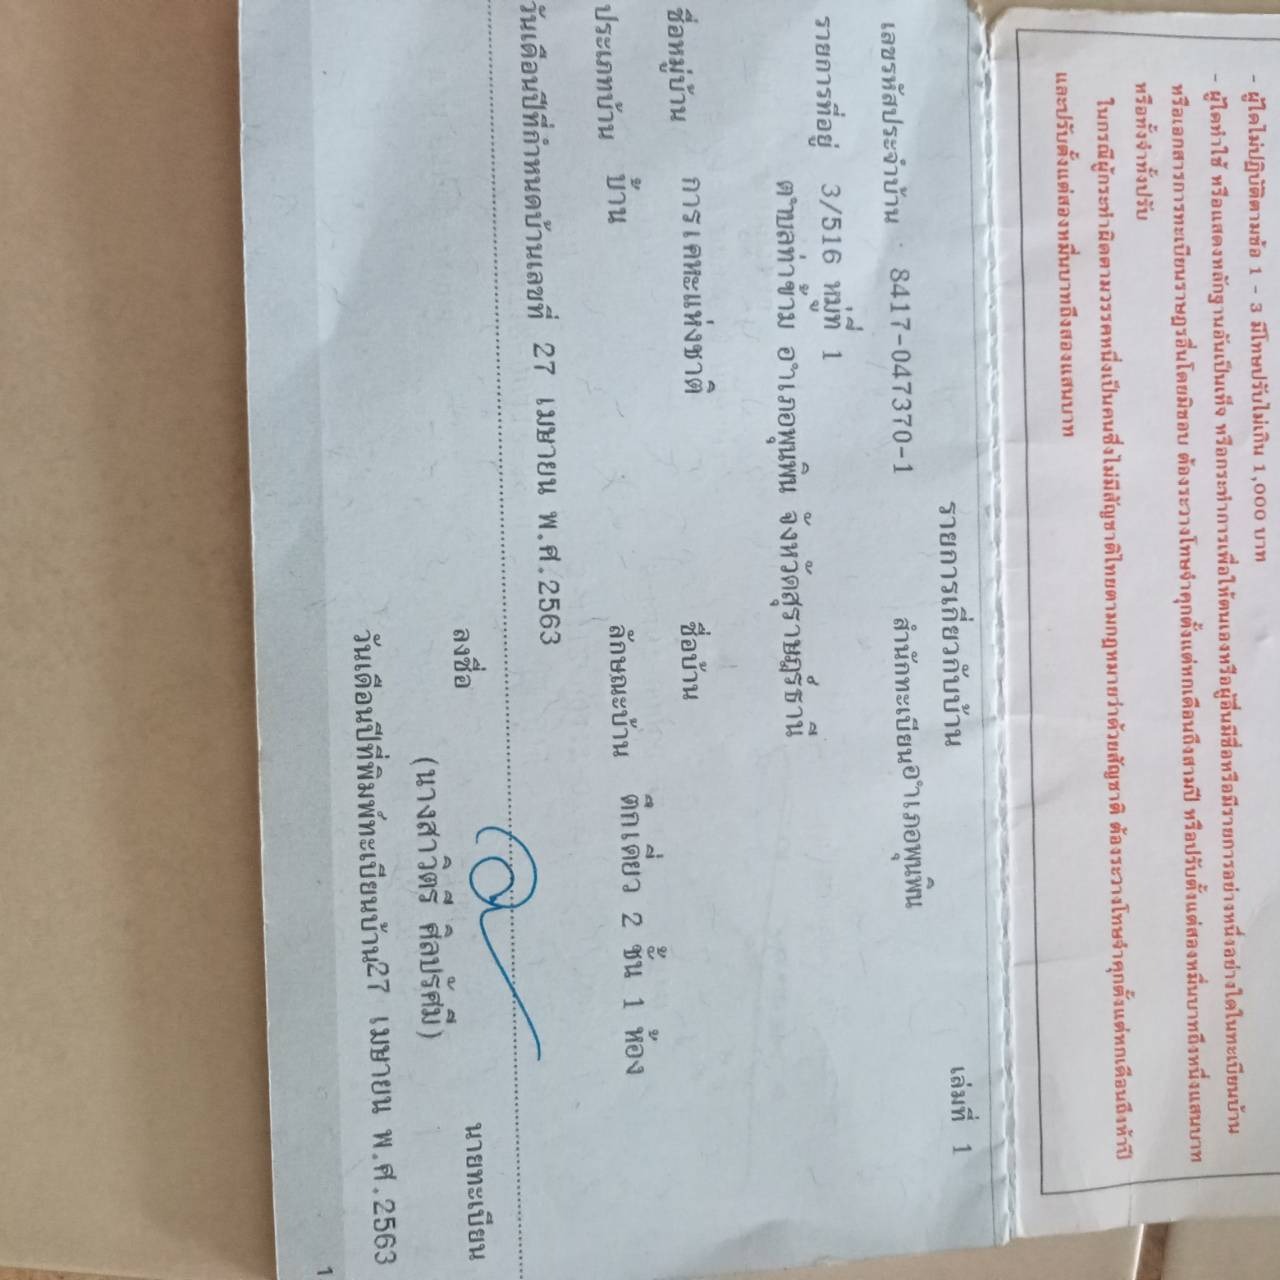 - ผู้ใดไม่ปฏิบัติตามข้อ 1 - 3 มีโทษปรับไม่เกิน 1,000 บาท
- ผู้ใดทำใช้ หรือแสดงหลักฐานอันเป็นเท็จ หรือกระทำการเพื่อให้ตนเองหรือผู้อื่นมีชื่อหรือมีรายการอย่างหนึ่งอย่างใดในทะเบียนบ้าน
หรือเอกสารการทะเบียนราษฎรอื่นโดยมิชอบ ต้องระวางโทษจำคุกตั้งแต่หกเดือนถึงสามปี หรือปรับตั้งแต่สองหมื่นบาทถึงหนึ่งแสนบาท
หรือทั้งจำทั้งปรับ
ในกรณีผู้กระทำผิดตามวรรคหนึ่งเป็นคนซึ่งไม่มีสัญชาติไทยตามกฎหมายว่าด้วยสัญชาติ ต้องระวางโทษจำคุกตั้งแต่หกเดือนถึงห้าปี
และปรับตั้งแต่สองหมื่นบาทถึงสองแสนบาท
รายการเกี่ยวกับบ้าน เล่มที่ 1
เลขรหัสประจำบ้าน 8417-047370-1 สำนักทะเบียนอำเภอพุนพิน
รายการที่อยู่ 3/516 หมู่ที่ 1
ตำบลท่าข้าม อำเภอพุนพิน จังหวัดสุราษฎร์ธานี
ชื่อหมู่บ้าน การเคหะแห่งชาติ ชื่อบ้าน
ประเภทบ้าน บ้าน ลักษณะบ้าน ตึกเดี่ยว 2 ชั้น 1 ห้อง
วันเดือนปีที่กำหนดบ้านเลขที่ 27 เมษายน พ.ศ.2563
ลงชื่อ นายทะเบียน
(นางสาวิตรี ศิลปรัศมี)
วันเดือนปีที่พิมพ์ทะเบียนบ้าน27 เมษายน พ.ศ.2563
1